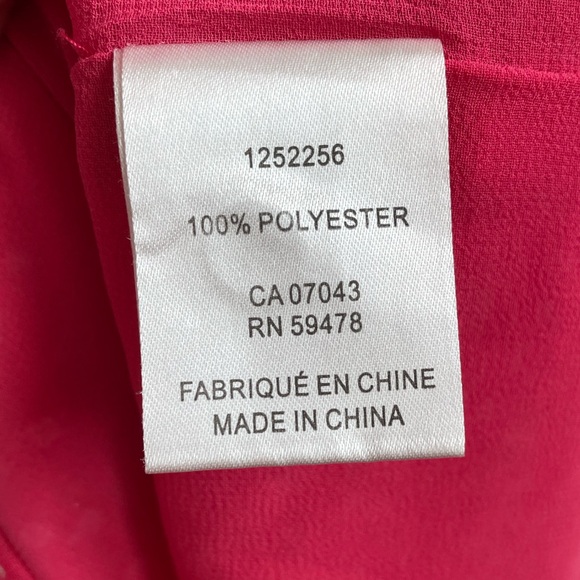 1252256
100% POLYESTER
CA 07043
RN 59478
FABRIQUÉ EN CHINE
MADE IN CHINA